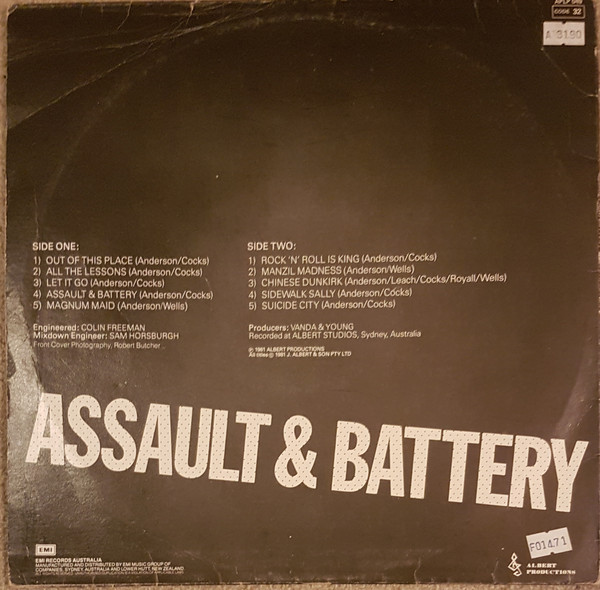 CODE 32
A 3190
SIDE ONE:
1) OUT OF THIS PLACE (Anderson/Cocks)
2) ALL THE LESSONS (Anderson/Cocks)
3) LET IT GO (Anderson/Cocks)
4) ASSAULT & BATTERY (Anderson/Cocks)
5) MAGNUM MAID (Anderson/Wells)
Engineered: COLIN FREEMAN
Mixdown Engineer: SAM HORSBURGH
Front Cover Photography, Robert Butcher
SIDE TWO:
1) ROCK 'N' ROLL IS KING (Anderson/Cocks)
2) MANZIL MADNESS (Anderson/Wells)
3) CHINESE DUNKIRK (Anderson/Leach/Cocks/Royall/Wells)
4) SIDEWALK SALLY (Anderson/Cocks)
5) SUICIDE CITY (Anderson/Cocks)
Producers: VANDA & YOUNG
Recorded at ALBERT STUDIOS, Sydney, Australia
℗ 1981 ALBERT PRODUCTIONS
All titles © 1981 J. ALBERT & SON PTY LTD
ASSAULT & BATTERY
EMI
EMI RECORDS AUSTRALIA
MANUFACTURED AND DISTRIBUTED BY EMI MUSIC GROUP OF
COMPANIES, SYDNEY, AUSTRALIA AND LOWER HUTT, NEW ZEALAND
F01471
ALBERT
PRODUCTIONS